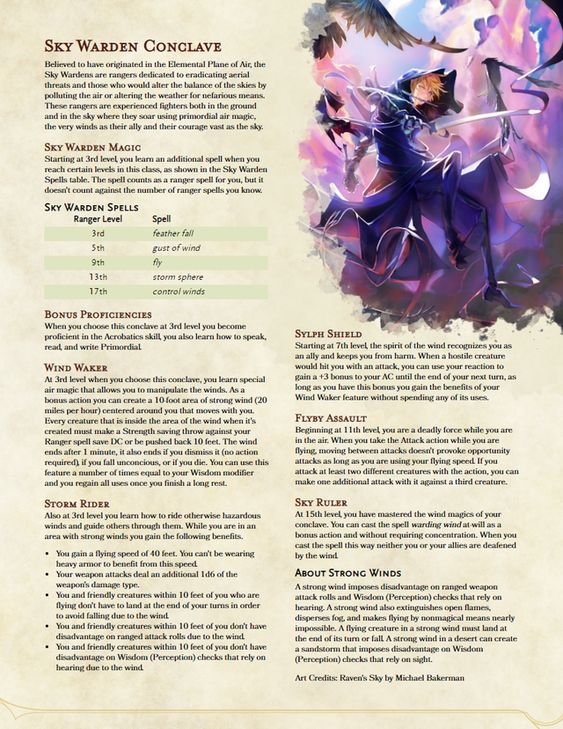 SKY WARDEN CONCLAVE
Believed to have originated in the Elemental Plane of Air, the
Sky Wardens are rangers dedicated to eradicating aerial
threats and those who would alter the balance of the skies by
polluting the air or altering the weather for nefarious means.
These rangers are experienced fighters both in the ground
and in the sky where they soar using primordial air magic,
the very winds as their ally and their courage vast as the sky.
SKY WARDEN MAGIC
Starting at 3rd level, you learn an additional spell when you
reach certain levels in this class, as shown in the Sky Warden
Spells table. The spell counts as a ranger spell for you, but it
doesn't count against the number of ranger spells you know.
SKY WARDEN SPELLS
Ranger Level Spell
3rd feather fall
5th gust of wind
9th fly
13th storm sphere
17th control winds
BONUS PROFICIENCIES
When you choose this conclave at 3rd level you become
proficient in the Acrobatics skill, you also learn how to speak,
read, and write Primordial.
WIND WAKER
At 3rd level when you choose this conclave, you learn special
air magic that allows you to manipulate the winds. As a
bonus action you can create a 10-foot area of strong wind (20
miles per hour) centered around you that moves with you.
Every creature that is inside the area of the wind when it's
created must make a Strength saving throw against your
Ranger spell save DC or be pushed back 10 feet. The wind
ends after 1 minute, it also ends if you dismiss it (no action
required), if you fall unconcious, or if you die. You can use this
feature a number of times equal to your Wisdom modifier
and you regain all uses once you finish a long rest.
STORM RIDER
Also at 3rd level you learn how to ride otherwise hazardous
winds and guide others through them. While you are in an
area with strong winds you gain the following benefits.
• You gain a flying speed of 40 feet. You can't be wearing
heavy armor to benefit from this speed.
• Your weapon attacks deal an additional 1d6 of the
weapon's damage type.
• You and friendly creatures within 10 feet of you who are
flying don't have to land at the end of your turns in order
to avoid falling due to the wind.
• You and friendly creatures within 10 feet of you don't have
disadvantage on ranged attack rolls due to the wind.
• You and friendly creatures within 10 feet of you don't have
disadvantage on Wisdom (Perception) checks that rely on
hearing due to the wind.
SYLPH SHIELD
Starting at 7th level, the spirit of the wind recognizes you as
an ally and keeps you from harm. When a hostile creature
would hit you with an attack, you can use your reaction to
gain a +3 bonus to your AC until the end of your next turn, as
long as you have this bonus you gain the benefits of your
Wind Waker feature without spending any of its uses.
FLYBY ASSAULT
Beginning at 11th level, you are a deadly force while you are
in the air. When you take the Attack action while you are
flying, moving between attacks doesn't provoke opportunity
attacks as long as you are using your flying speed. If you
attack at least two different creatures with the action, you can
make one additional attack with it against a third creature.
SKY RULER
At 15th level, you have mastered the wind magics of your
conclave. You can cast the spell warding wind at-will as a
bonus action and without requiring concentration. When you
cast the spell this way neither you or your allies are deafened
by the wind.
ABOUT STRONG WINDS
A strong wind imposes disadvantage on ranged weapon
attack rolls and Wisdom (Perception) checks that rely on
hearing. A strong wind also extinguishes open flames,
disperses fog, and makes flying by nonmagical means nearly
impossible. A flying creature in a strong wind must land at
the end of its turn or fall. A strong wind in a desert can create
a sandstorm that imposes disadvantage on Wisdom
(Perception) checks that rely on sight.
Art Credits: Raven's Sky by Michael Bakerman